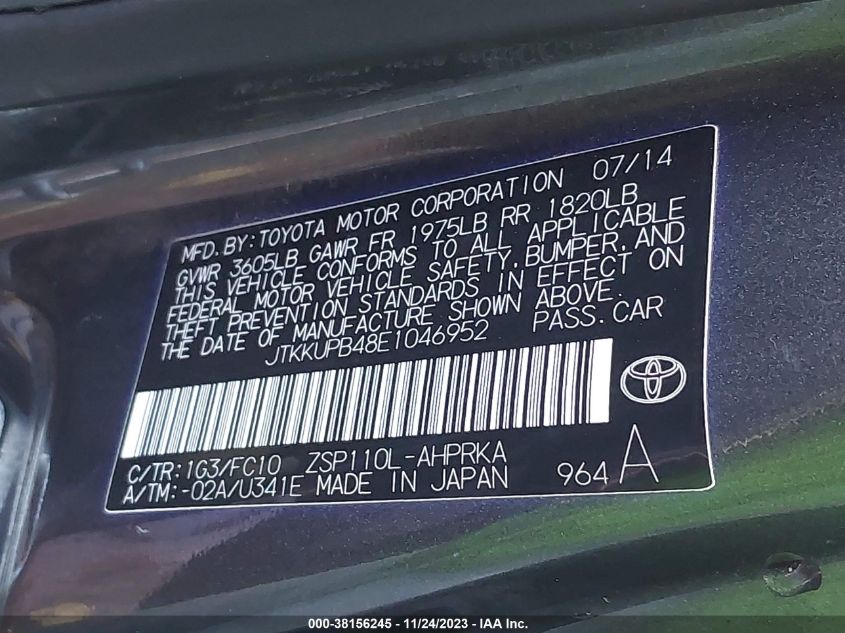 MFD. BY: TOYOTA MOTOR CORPORATION 07/14
GVWR 3605LB GAWR FR 1975LB RR 1820LB
THIS VEHICLE CONFORMS TO ALL APPLICABLE
FEDERAL MOTOR VEHICLE SAFETY, BUMPER, AND
THEFT PREVENTION STANDARDS IN EFFECT ON
THE DATE OF MANUFACTURE SHOWN ABOVE.
JTKKUPB48E1046952 PASS. CAR
C/TR: 1G3/FC10 ZSP110L-AHPRKA
A/TM: -02A/U341E MADE IN JAPAN 964 A
000-38156245 - 11/24/2023 - IAA Inc.